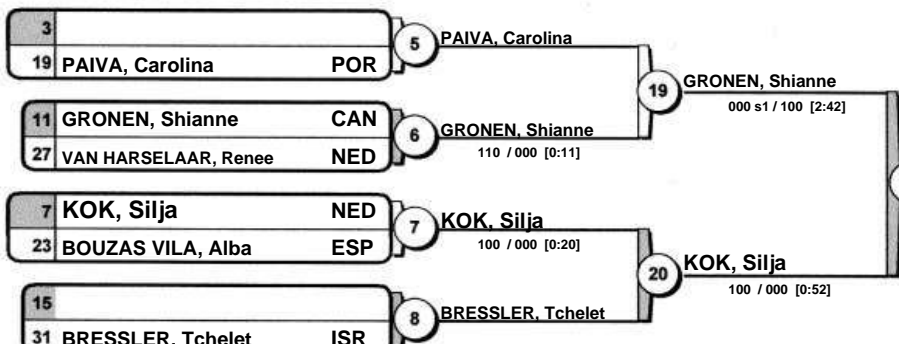 3
19 PAIVA, Carolina POR
5
PAIVA, Carolina
11 GRONEN, Shianne CAN
27 VAN HARSELAAR, Renee NED
6
GRONEN, Shianne
110 / 000 [0:11]
19
GRONEN, Shianne
000 s1 / 100 [2:42]
7 KOK, Silja NED
23 BOUZAS VILA, Alba ESP
7
KOK, Silja
100 / 000 [0:20]
15
31 BRESSLER, Tchelet ISR
8
BRESSLER, Tchelet
20
KOK, Silja
100 / 000 [0:52]